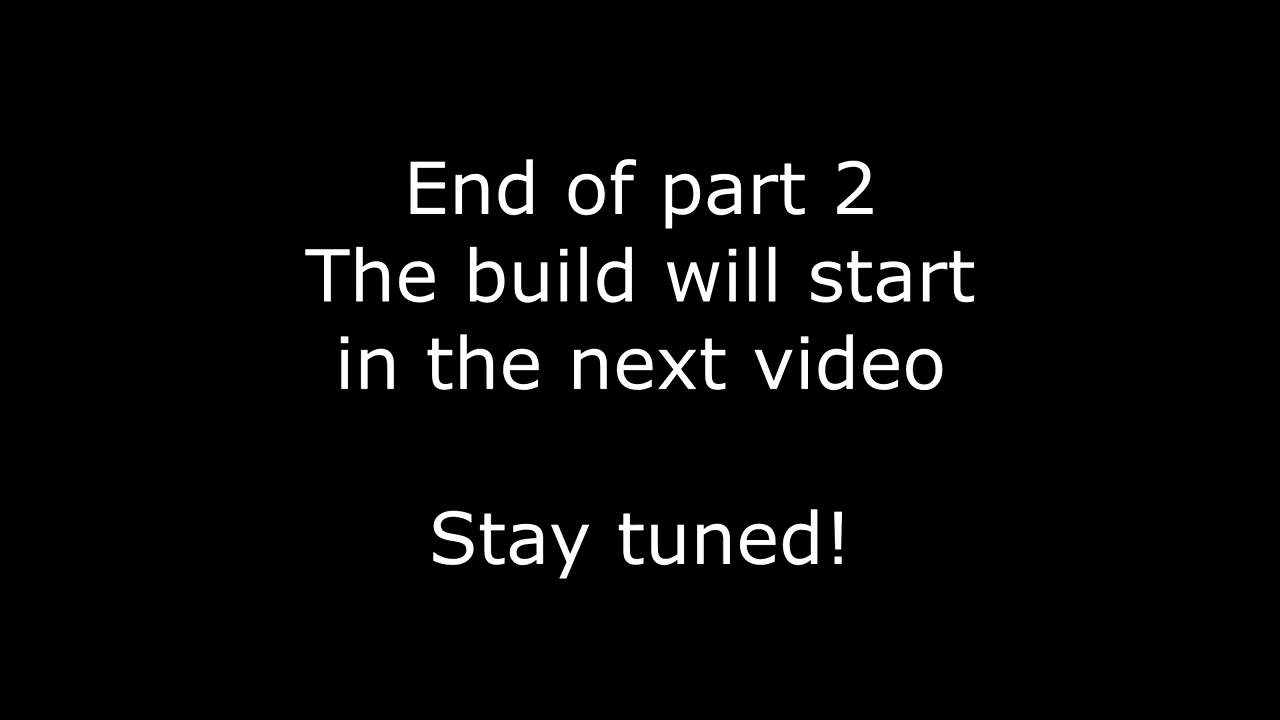 End of part 2
The build will start
in the next video
Stay tuned!